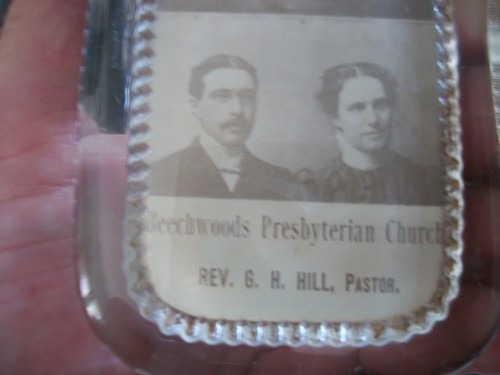 Beechwoods Presbyterian Church
REV. G. H. HILL, PASTOR.